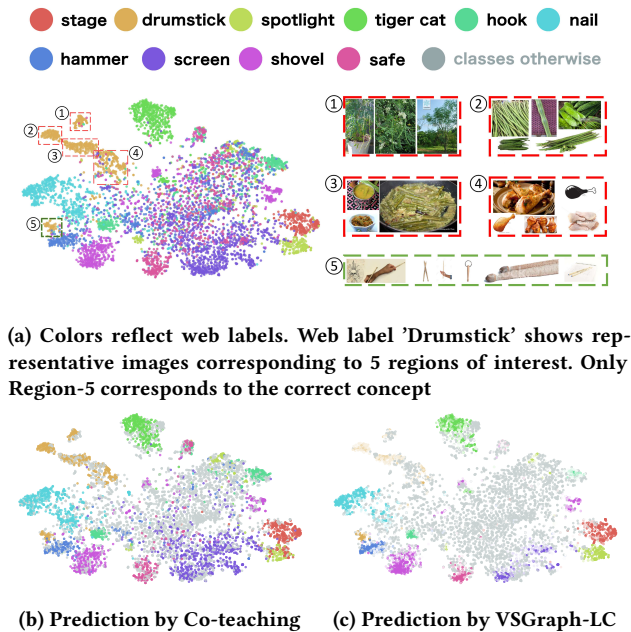 stage drumstick spotlight tiger cat hook nail
hammer screen shovel safe classes otherwise
① ①
② ②
③ ③
④ ④
⑤ ⑤
(a) Colors reflect web labels. Web label ’Drumstick’ shows rep-
resentative images corresponding to 5 regions of interest. Only
Region-5 corresponds to the correct concept
(b) Prediction by Co-teaching (c) Prediction by VSGraph-LC